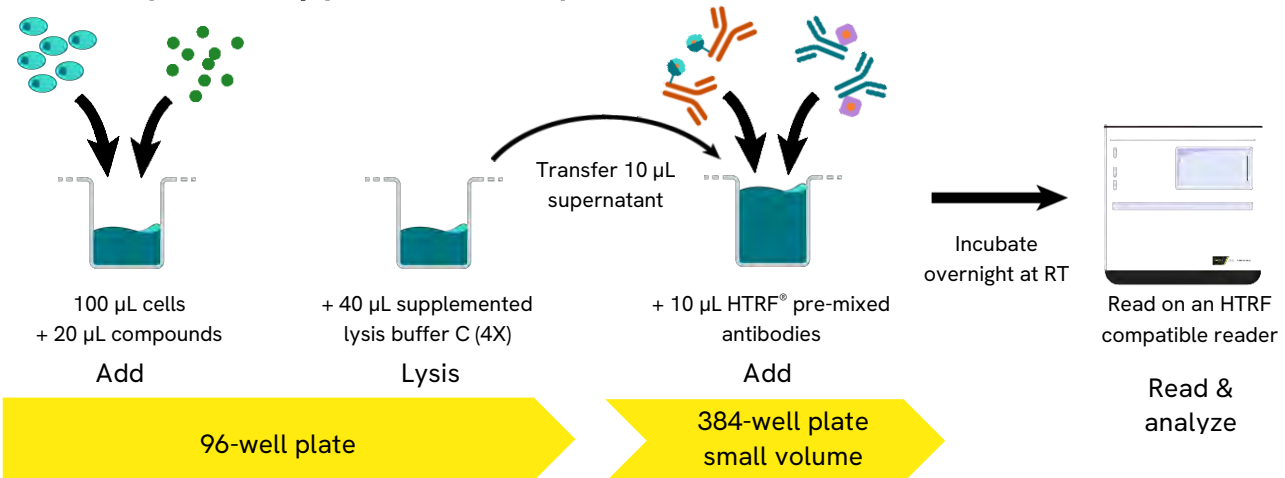 Transfer 10 µL
supernatant
Incubate
overnight at RT
100 µL cells
+ 20 µL compounds
Add
+ 40 µL supplemented
lysis buffer C (4X)
Lysis
+ 10 µL HTRF® pre-mixed
antibodies
Add
Read on an HTRF
compatible reader
Read &
analyze
96-well plate
384-well plate
small volume